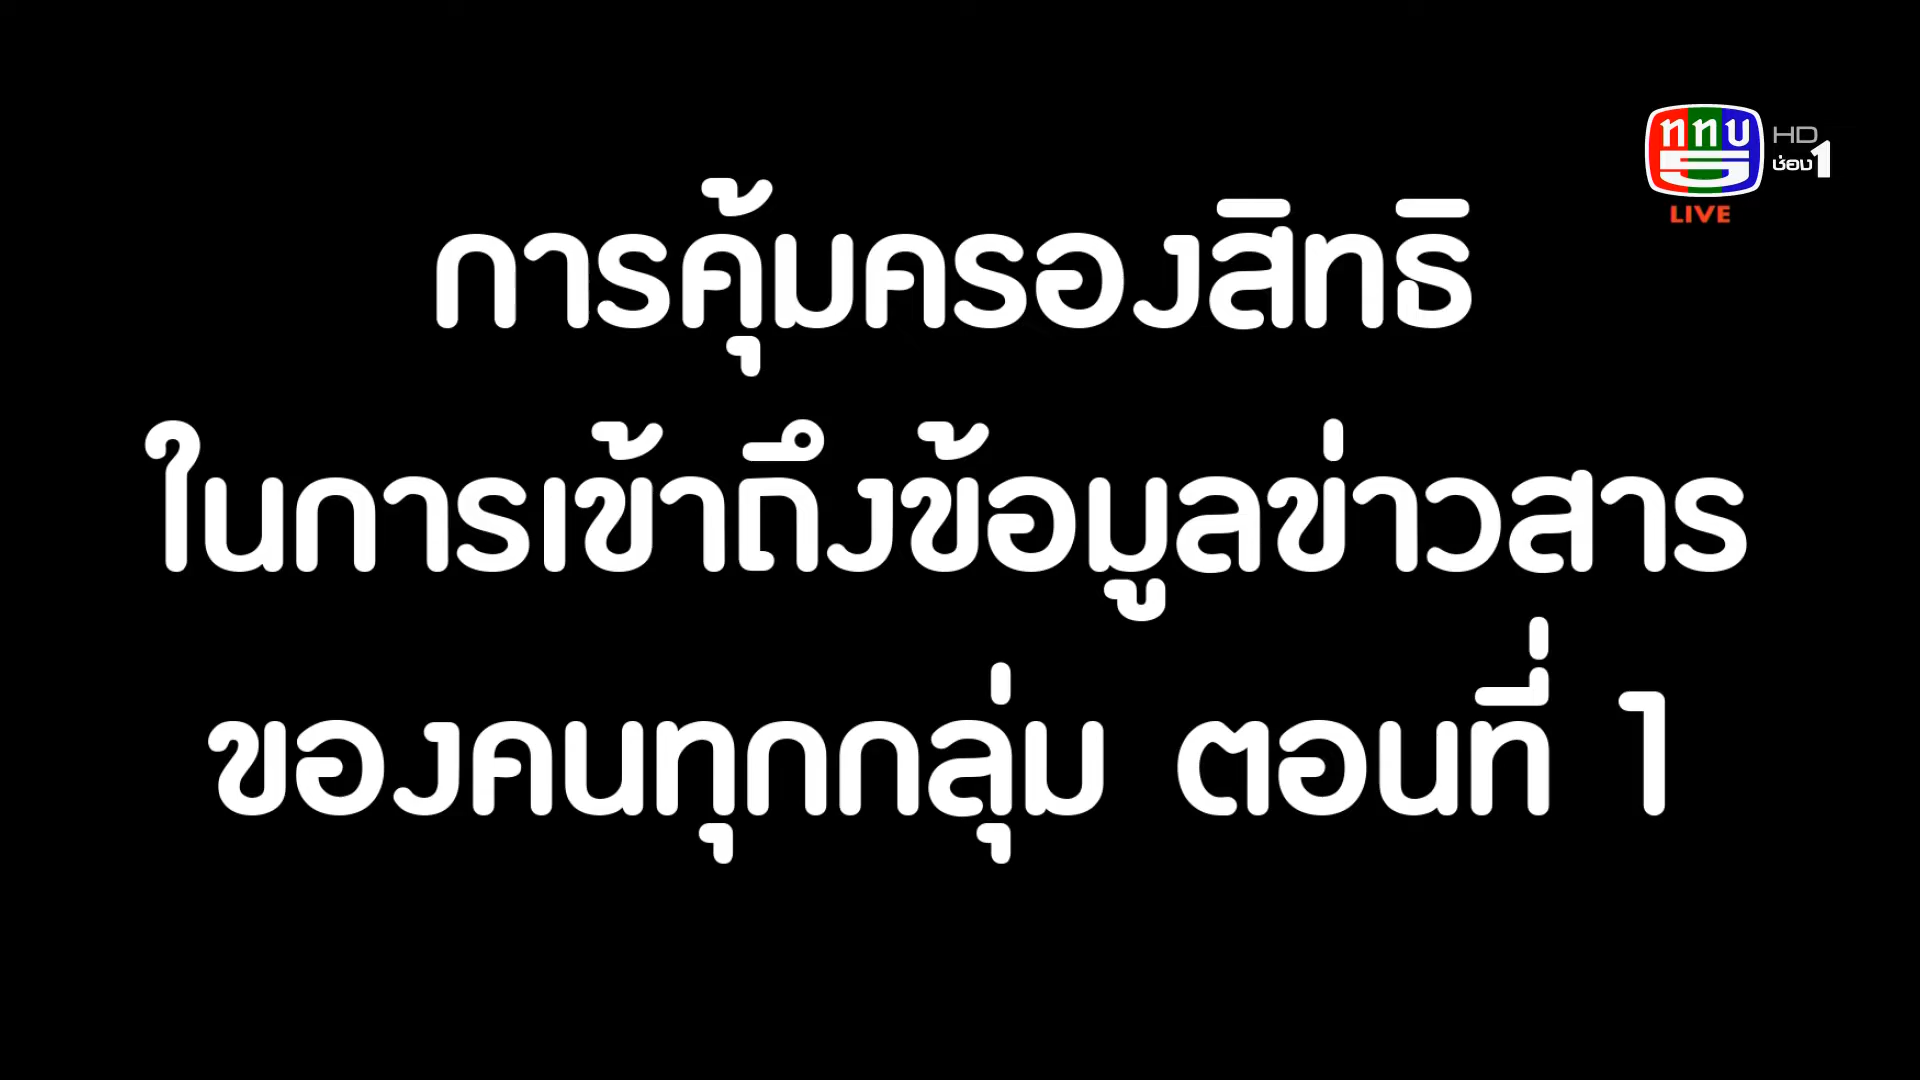 ททบ 5
HD
ช่อง 1
LIVE
การคุ้มครองสิทธิ
ในการเข้าถึงข้อมูลข่าวสาร
ของคนทุกกลุ่ม ตอนที่ 1